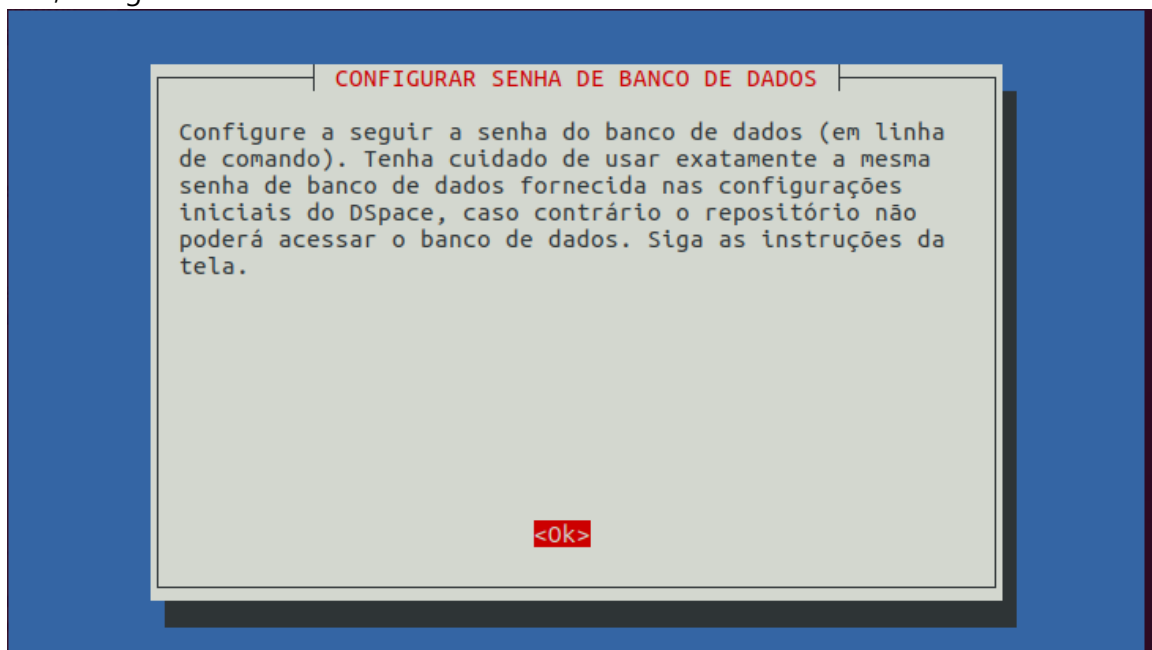 CONFIGURAR SENHA DE BANCO DE DADOS
Configure a seguir a senha do banco de dados (em linha
de comando). Tenha cuidado de usar exatamente a mesma
senha de banco de dados fornecida nas configurações
iniciais do DSpace, caso contrário o repositório não
poderá acessar o banco de dados. Siga as instruções da
tela.
<Ok>